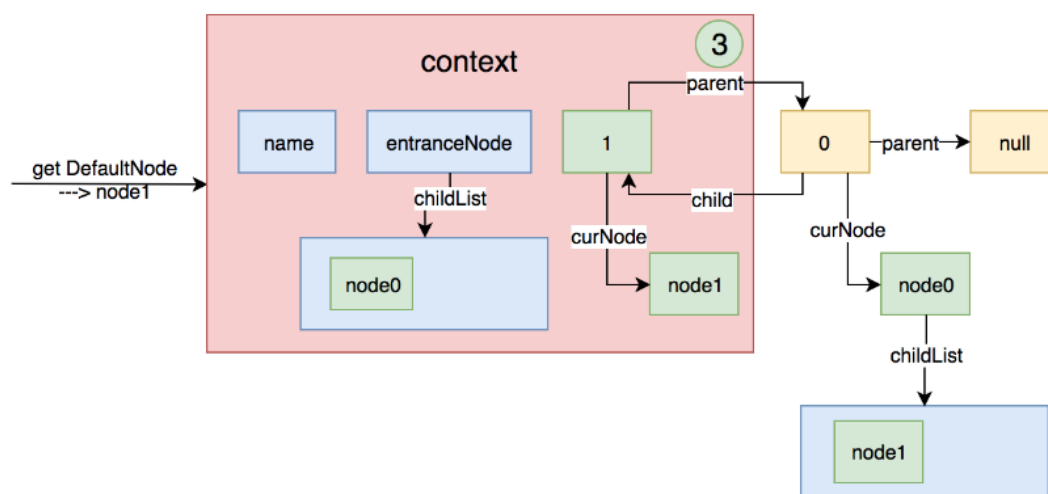 3
context
parent
name
entranceNode
1
0
parent
null
get DefaultNode
---> node1
childList
child
curNode
curNode
node0
node1
node0
childList
node1